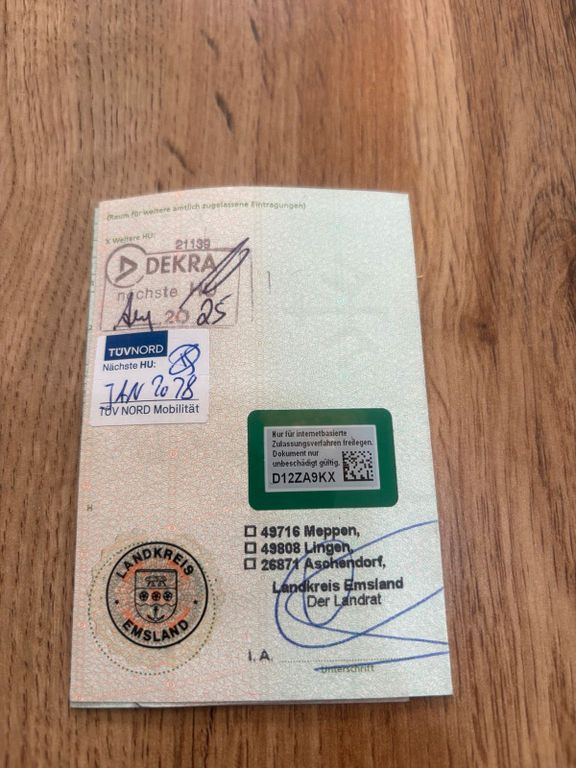 (Raum für weitere amtlich zugelassene Eintragungen)
X Weitere HU:
21139
DEKRA
nächste HU
20 25
TÜVNORD
Nächste HU:
JAN 2028
TÜV NORD Mobilität
Nur für internetbasierte
Zulassungsverfahren freilegen.
Dokument nur
unbeschädigt gültig.
D12ZA9KX
H
☐ 49716 Meppen,
☐ 49808 Lingen,
☐ 26871 Aschendorf,
Landkreis Emsland
Der Landrat
LANDKREIS
EMSLAND
I. A.
Unterschrift